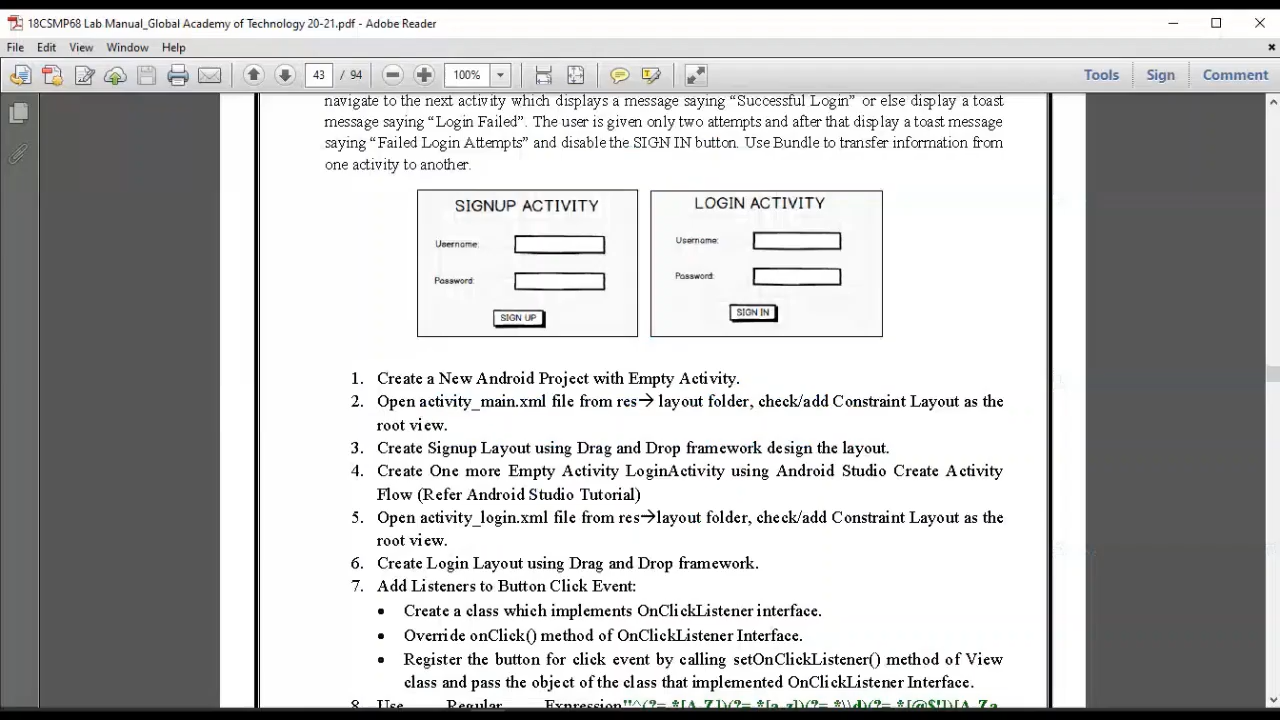 18CSMP68 Lab Manual_Global Academy of Technology 20-21.pdf - Adobe Reader
File Edit View Window Help
43 / 94 100% Tools Sign Comment
navigate to the next activity which displays a message saying “Successful Login” or else display a toast
message saying “Login Failed”. The user is given only two attempts and after that display a toast message
saying “Failed Login Attempts” and disable the SIGN IN button. Use Bundle to transfer information from
one activity to another.
SIGNUP ACTIVITY
Username:
Password:
SIGN UP
LOGIN ACTIVITY
Username:
Password:
SIGN IN
1. Create a New Android Project with Empty Activity.
2. Open activity_main.xml file from res→ layout folder, check/add Constraint Layout as the
root view.
3. Create Signup Layout using Drag and Drop framework design the layout.
4. Create One more Empty Activity LoginActivity using Android Studio Create Activity
Flow (Refer Android Studio Tutorial)
5. Open activity_login.xml file from res→layout folder, check/add Constraint Layout as the
root view.
6. Create Login Layout using Drag and Drop framework.
7. Add Listeners to Button Click Event:
• Create a class which implements OnClickListener interface.
• Override onClick() method of OnClickListener Interface.
• Register the button for click event by calling setOnClickListener() method of View
class and pass the object of the class that implemented OnClickListener Interface.
8. Use Regular Expression